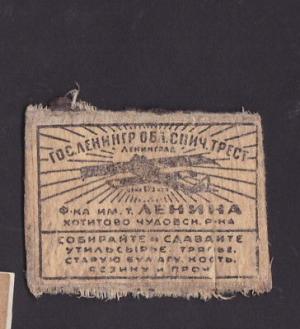 ГОС. ЛЕНИНГР. ОБЛ. СПИЧ. ТРЕСТ
ЛЕНИНГРАД
Ф-КА ИМ. Т. ЛЕНИНА
ХОТИТОВО ЧУДОВСК. Р-НА
СОБИРАЙТЕ и СДАВАЙТЕ
УТИЛЬСЫРЬЕ, ТРЯПЬЕ,
СТАРУЮ БУМАГУ, КОСТЬ,
РЕЗИНУ и ПРОЧ